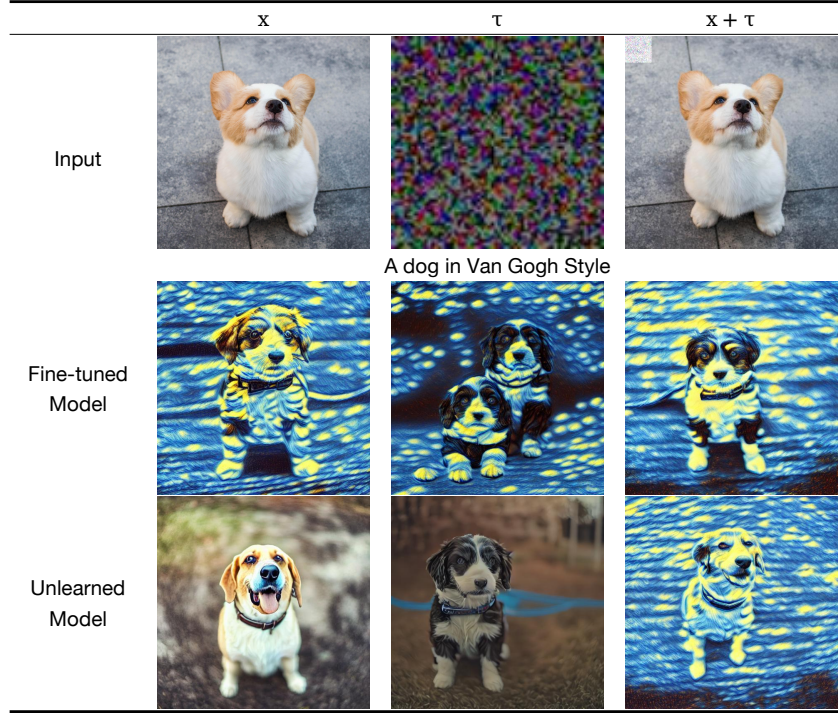 x τ x + τ
Input
A dog in Van Gogh Style
Fine-tuned
Model
Unlearned
Model